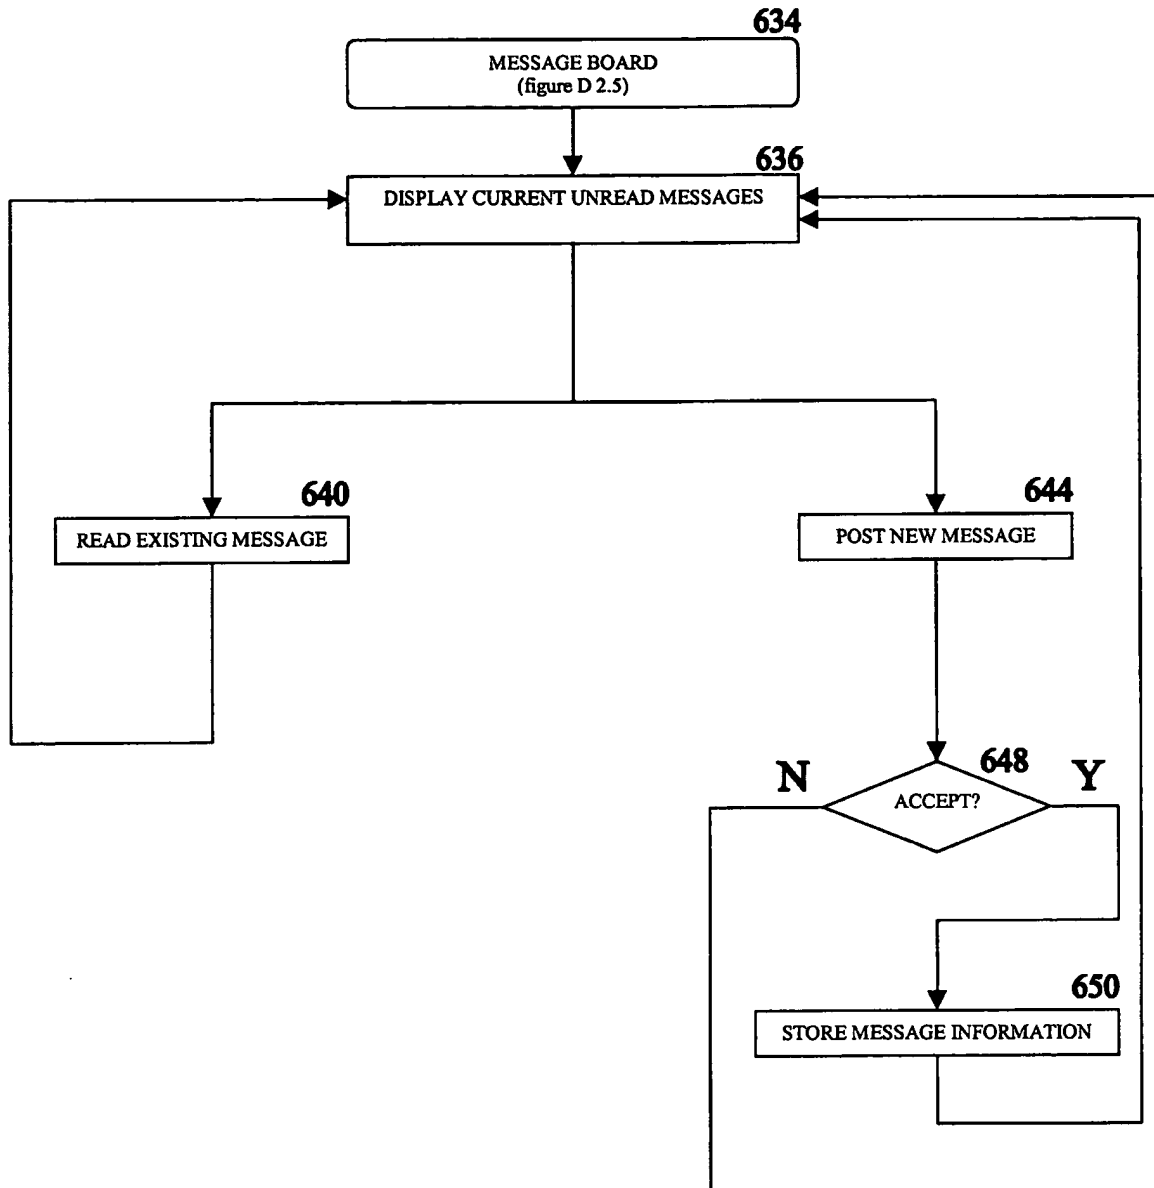 634
MESSAGE BOARD
(figure D 2.5)
636
DISPLAY CURRENT UNREAD MESSAGES
640
READ EXISTING MESSAGE
644
POST NEW MESSAGE
N
648
Y
ACCEPT?
650
STORE MESSAGE INFORMATION